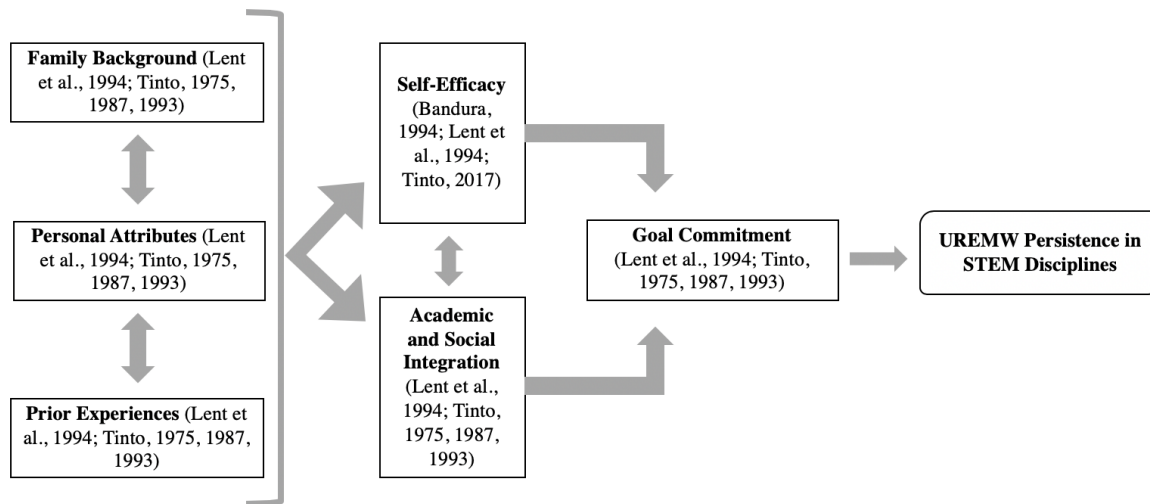 Family Background (Lent
et al., 1994; Tinto, 1975,
1987, 1993)
Personal Attributes (Lent
et al., 1994; Tinto, 1975,
1987, 1993)
Prior Experiences (Lent et
al., 1994; Tinto, 1975, 1987,
1993)
Self-Efficacy
(Bandura,
1994; Lent et
al., 1994;
Tinto, 2017)
Academic
and Social
Integration
(Lent et al.,
1994; Tinto,
1975, 1987,
1993)
Goal Commitment
(Lent et al., 1994; Tinto,
1975, 1987, 1993)
UREMW Persistence in
STEM Disciplines